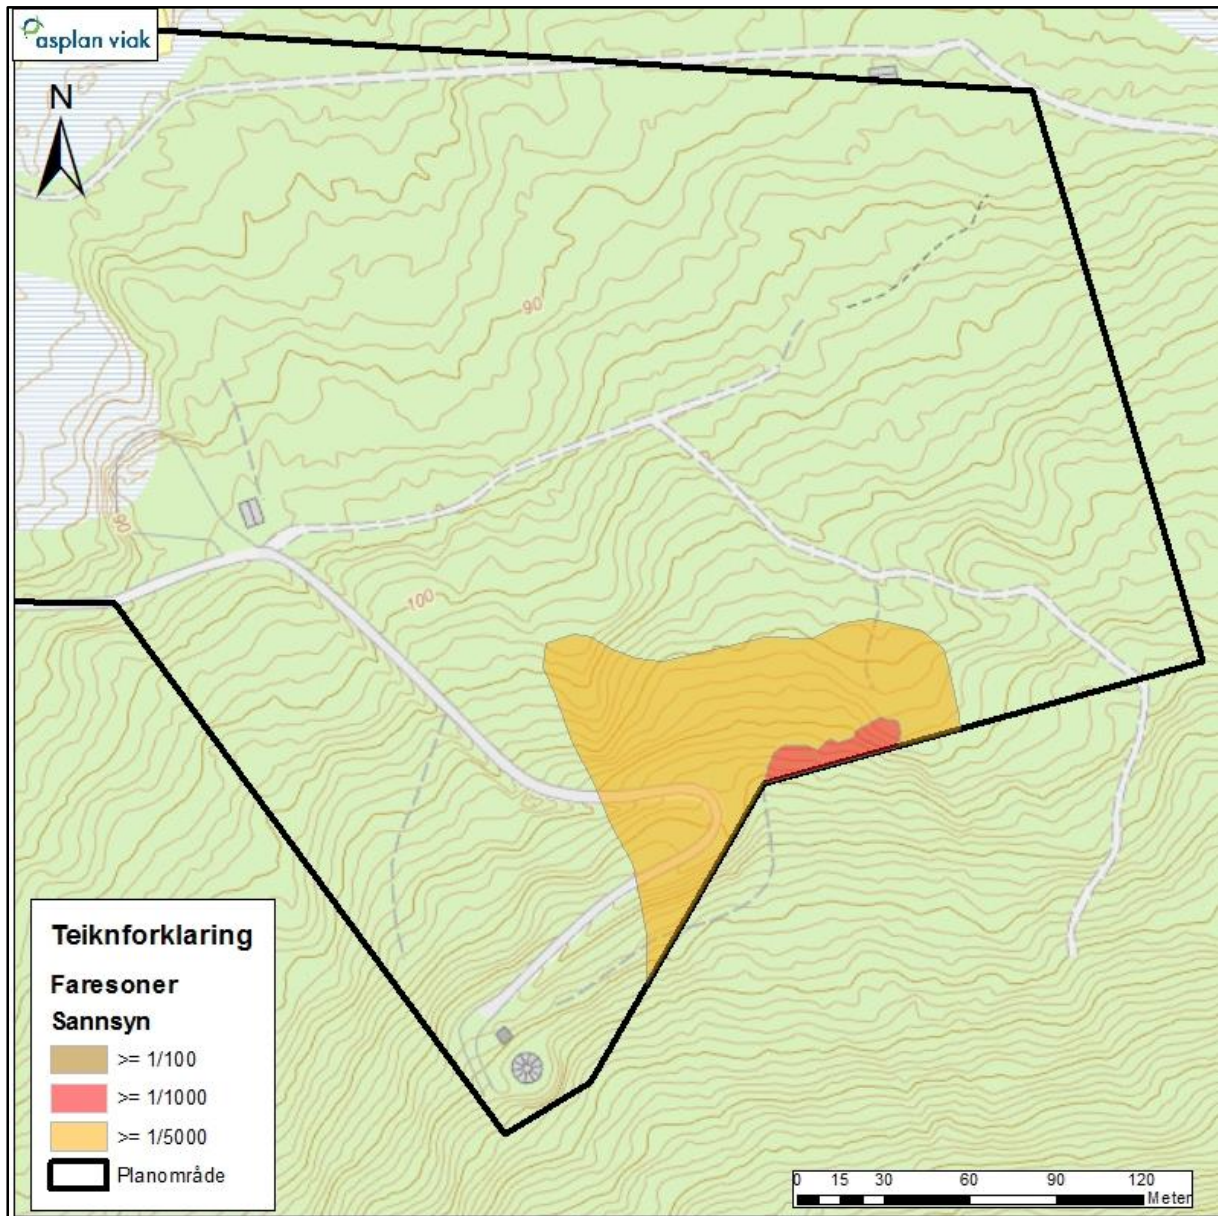 asplan viak
N
90
90
100
Teiknforklaring
Faresoner
Sannsyn
>= 1/100
>= 1/1000
>= 1/5000
Planområde
0 15 30 60 90 120
Meter